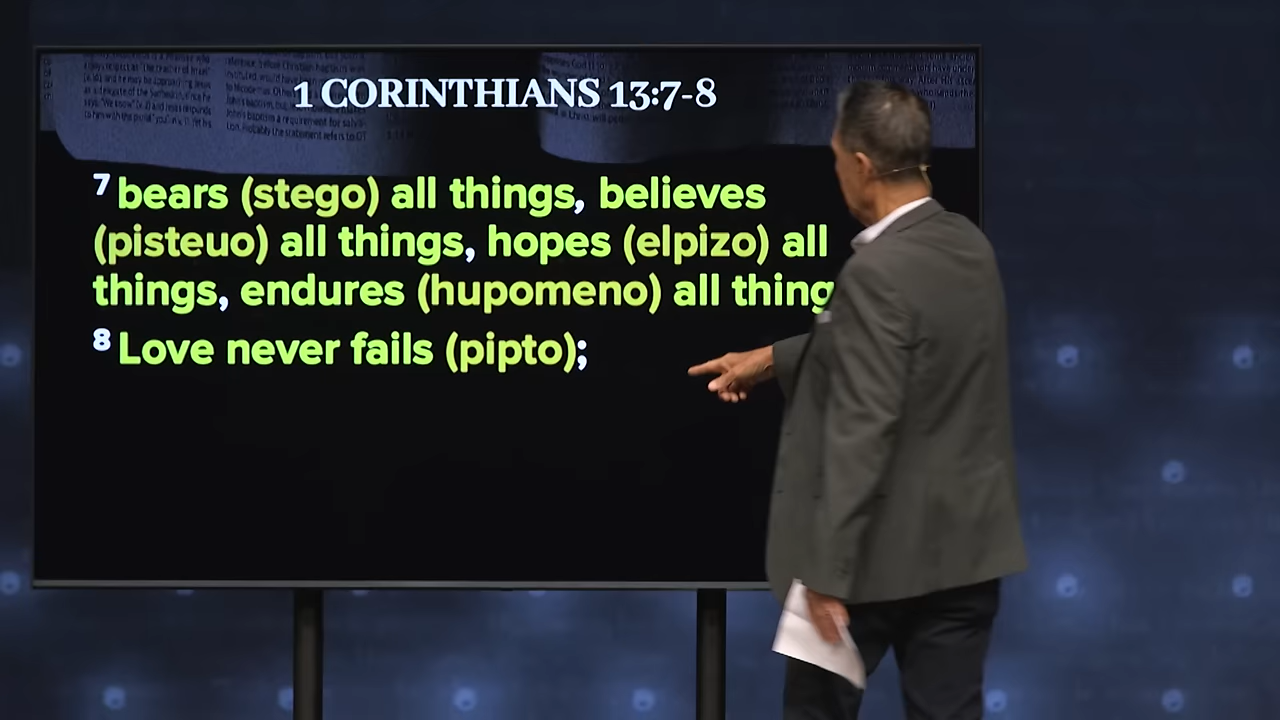 1 CORINTHIANS 13:7-8
7 bears (stego) all things, believes
(pisteuo) all things, hopes (elpizo) all
things, endures (hupomeno) all thing
8 Love never fails (pipto);